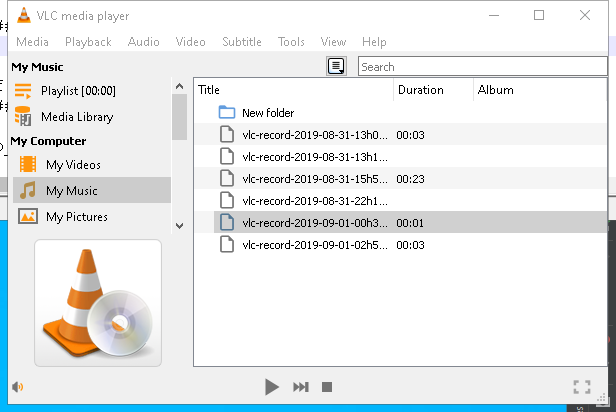 VLC media player
Media Playback Audio Video Subtitle Tools View Help
My Music
Search
Playlist [00:00]
Media Library
My Computer
My Videos
My Music
My Pictures
Title Duration Album
New folder
vlc-record-2019-08-31-13h0... 00:03
vlc-record-2019-08-31-13h1...
vlc-record-2019-08-31-15h5... 00:23
vlc-record-2019-08-31-22h1...
vlc-record-2019-09-01-00h3... 00:01
vlc-record-2019-09-01-02h5... 00:03